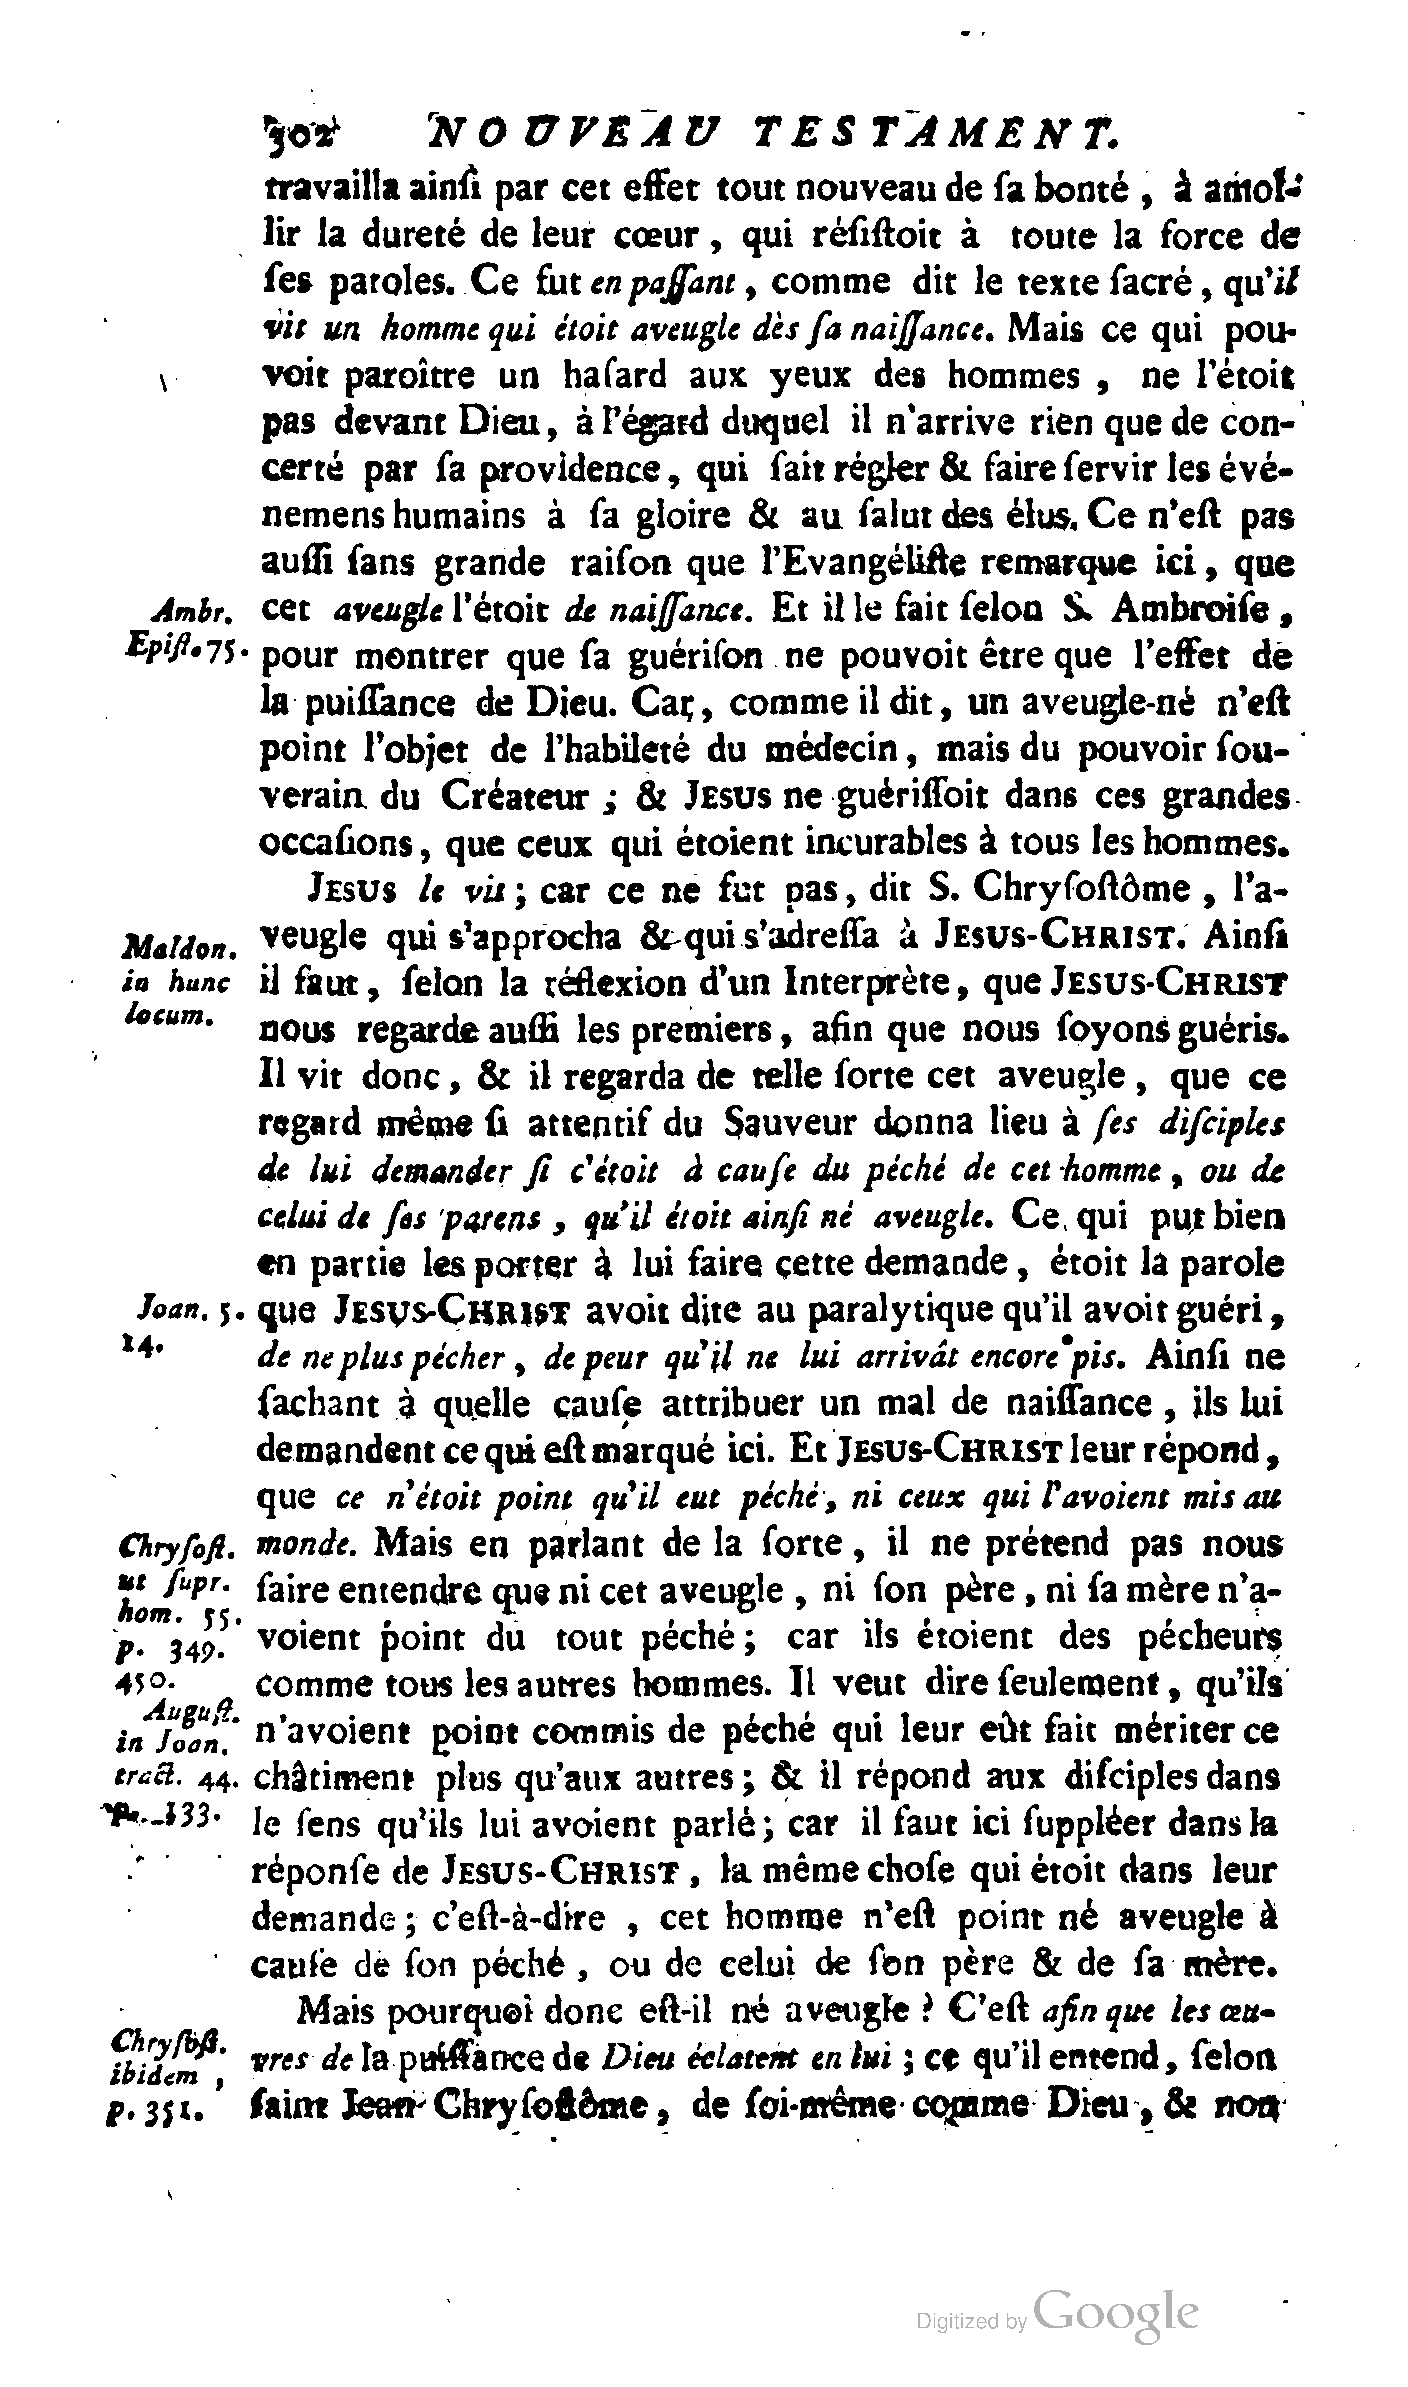 302 NOUVEAU TESTAMENT.
travailla ainſi par cet effet tout nouveau de ſa bonté, à amol-
lir la dureté de leur cœur, qui réſiſtoit à toute la force de
ſes paroles. Ce fut en paſſant, comme dit le texte ſacré, qu'il
vit un homme qui étoit aveugle dès ſa naiſſance. Mais ce qui pou-
voit paroître un haſard aux yeux des hommes, ne l'étoit
pas devant Dieu, à l'égard duquel il n'arrive rien que de con-
certé par ſa providence, qui ſait régler & faire ſervir les évé-
nemens humains à ſa gloire & au ſalut des élus. Ce n'eſt pas
auſſi ſans grande raiſon que l'Evangéliſte remarque ici, que
Ambr. cet aveugle l'étoit de naiſſance. Et il le fait ſelon S. Ambroiſe,
Epiſt. 75. pour montrer que ſa guériſon ne pouvoit être que l'effet de
la puiſſance de Dieu. Car, comme il dit, un aveugle-né n'eſt
point l'objet de l'habileté du médecin, mais du pouvoir ſou-
verain du Créateur ; & JESUS ne guériſſoit dans ces grandes
occaſions, que ceux qui étoient incurables à tous les hommes.
JESUS le vit ; car ce ne fut pas, dit S. Chryſoſtôme, l'a-
Maldon. veugle qui s'approcha & qui s'adreſſa à JESUS-CHRIST. Ainſi
in hunc il faut, ſelon la réflexion d'un Interprète, que JESUS-CHRIST
locum. nous regarde auſſi les premiers, afin que nous ſoyons guéris.
Il vit donc, & il regarda de telle ſorte cet aveugle, que ce
regard même ſi attentif du Sauveur donna lieu à ſes diſciples
de lui demander ſi c'étoit à cauſe du péché de cet homme, ou de
celui de ſes parens, qu'il étoit ainſi né aveugle. Ce qui put bien
en partie les porter à lui faire cette demande, étoit la parole
Joan. 5. que JESUS-CHRIST avoit dite au paralytique qu'il avoit guéri,
14. de ne plus pécher, de peur qu'il ne lui arrivât encore pis. Ainſi ne
ſachant à quelle cauſe attribuer un mal de naiſſance, ils lui
demandent ce qui eſt marqué ici. Et JESUS-CHRIST leur répond,
que ce n'étoit point qu'il eut péché, ni ceux qui l'avoient mis au
Chryſoſt. monde. Mais en parlant de la ſorte, il ne prétend pas nous
ut ſupr. faire entendre que ni cet aveugle, ni ſon père, ni ſa mère n'a-
hom. 55.
p. 349. voient point du tout péché ; car ils étoient des pécheurs
450. comme tous les autres hommes. Il veut dire ſeulement, qu'ils
Auguſt.
in Joan. n'avoient point commis de péché qui leur eût fait mériter ce
tract. 44. châtiment plus qu'aux autres ; & il répond aux diſciples dans
133. le ſens qu'ils lui avoient parlé ; car il faut ici ſuppléer dans la
réponſe de JESUS-CHRIST, la même choſe qui étoit dans leur
demande ; c'eſt-à-dire, cet homme n'eſt point né aveugle à
cauſe de ſon péché, ou de celui de ſon père & de ſa mère.
Mais pourquoi donc eſt-il né aveugle ? C'eſt afin que les œu-
Chryſoſt.
ibidem, vres de la puiſſance de Dieu éclatent en lui ; ce qu'il entend, ſelon
p. 351. ſaint Jean Chryſoſtôme, de ſoi-même comme Dieu, & non
Digitized by Google